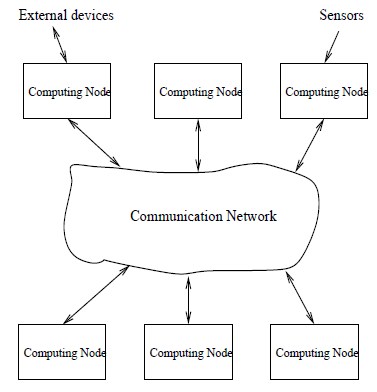 External devices
Sensors
Computing Node
Computing Node
Computing Node
Communication Network
Computing Node
Computing Node
Computing Node